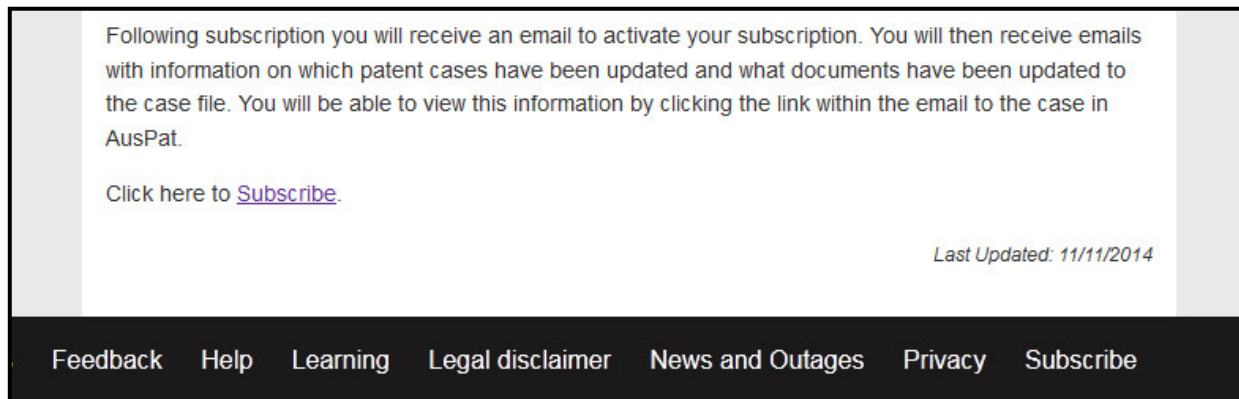 Following subscription you will receive an email to activate your subscription. You will then receive emails
with information on which patent cases have been updated and what documents have been updated to
the case file. You will be able to view this information by clicking the link within the email to the case in
AusPat.
Click here to Subscribe.
Last Updated: 11/11/2014
Feedback Help Learning Legal disclaimer News and Outages Privacy Subscribe